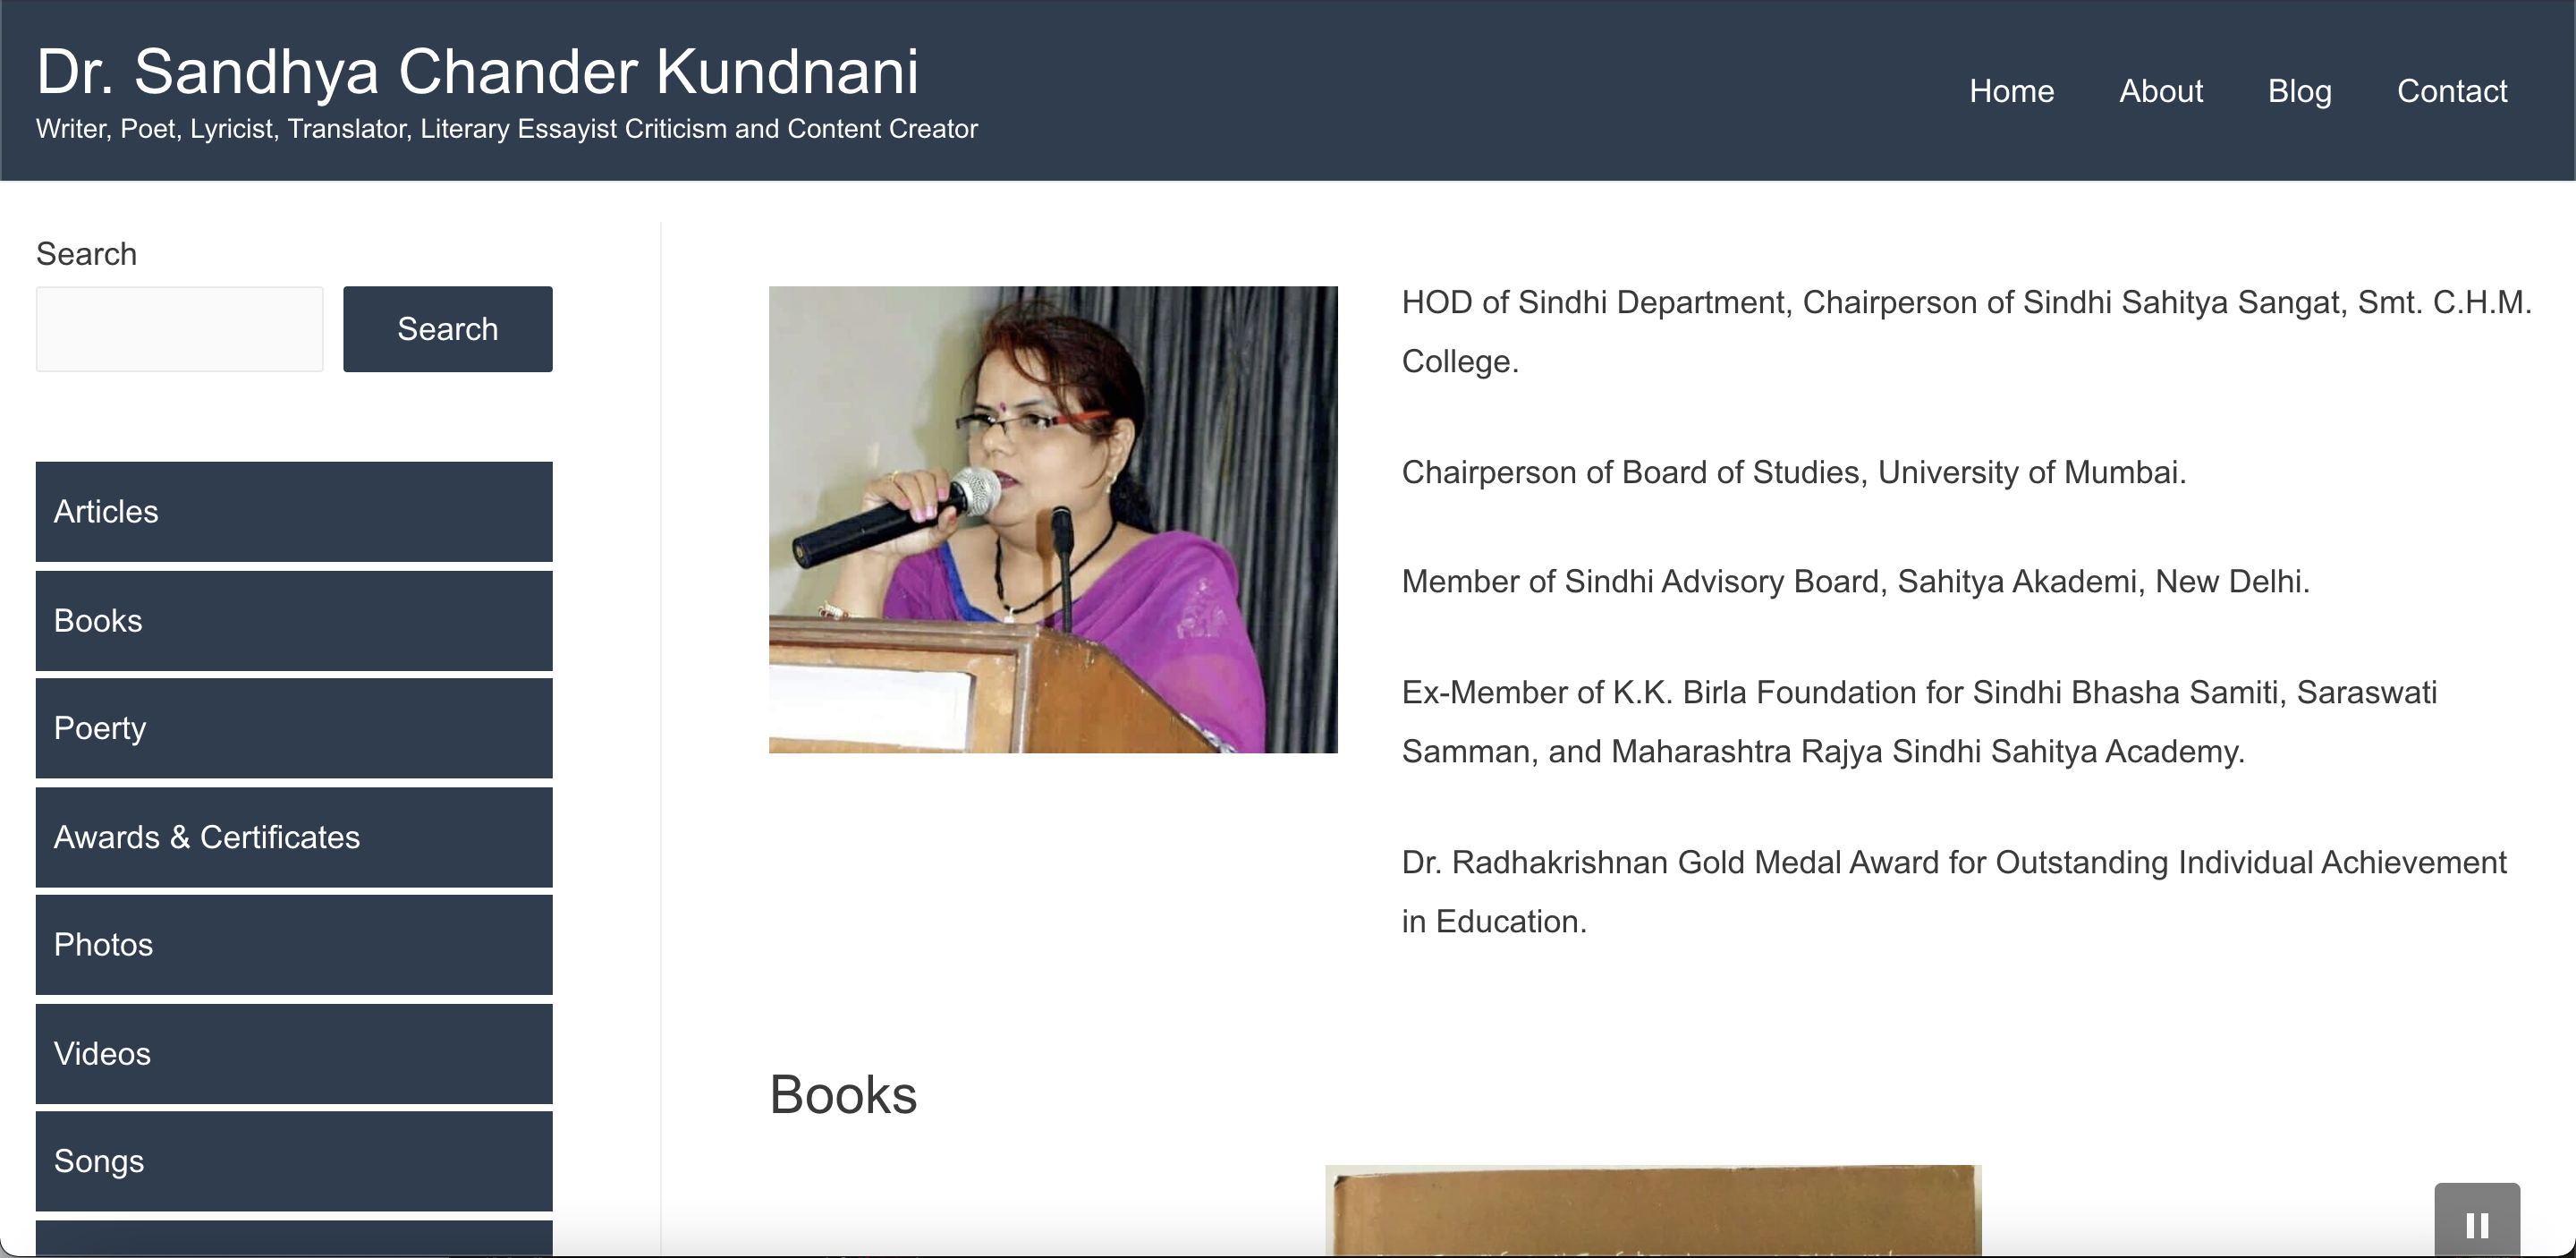 Dr. Sandhya Chander Kundnani
Writer, Poet, Lyricist, Translator, Literary Essayist Criticism and Content Creator
Home
About
Blog
Contact
Search
Search
Articles
Books
Poerty
Awards & Certificates
Photos
Videos
Songs
HOD of Sindhi Department, Chairperson of Sindhi Sahitya Sangat, Smt. C.H.M.
College.
Chairperson of Board of Studies, University of Mumbai.
Member of Sindhi Advisory Board, Sahitya Akademi, New Delhi.
Ex-Member of K.K. Birla Foundation for Sindhi Bhasha Samiti, Saraswati
Samman, and Maharashtra Rajya Sindhi Sahitya Academy.
Dr. Radhakrishnan Gold Medal Award for Outstanding Individual Achievement
in Education.
Books